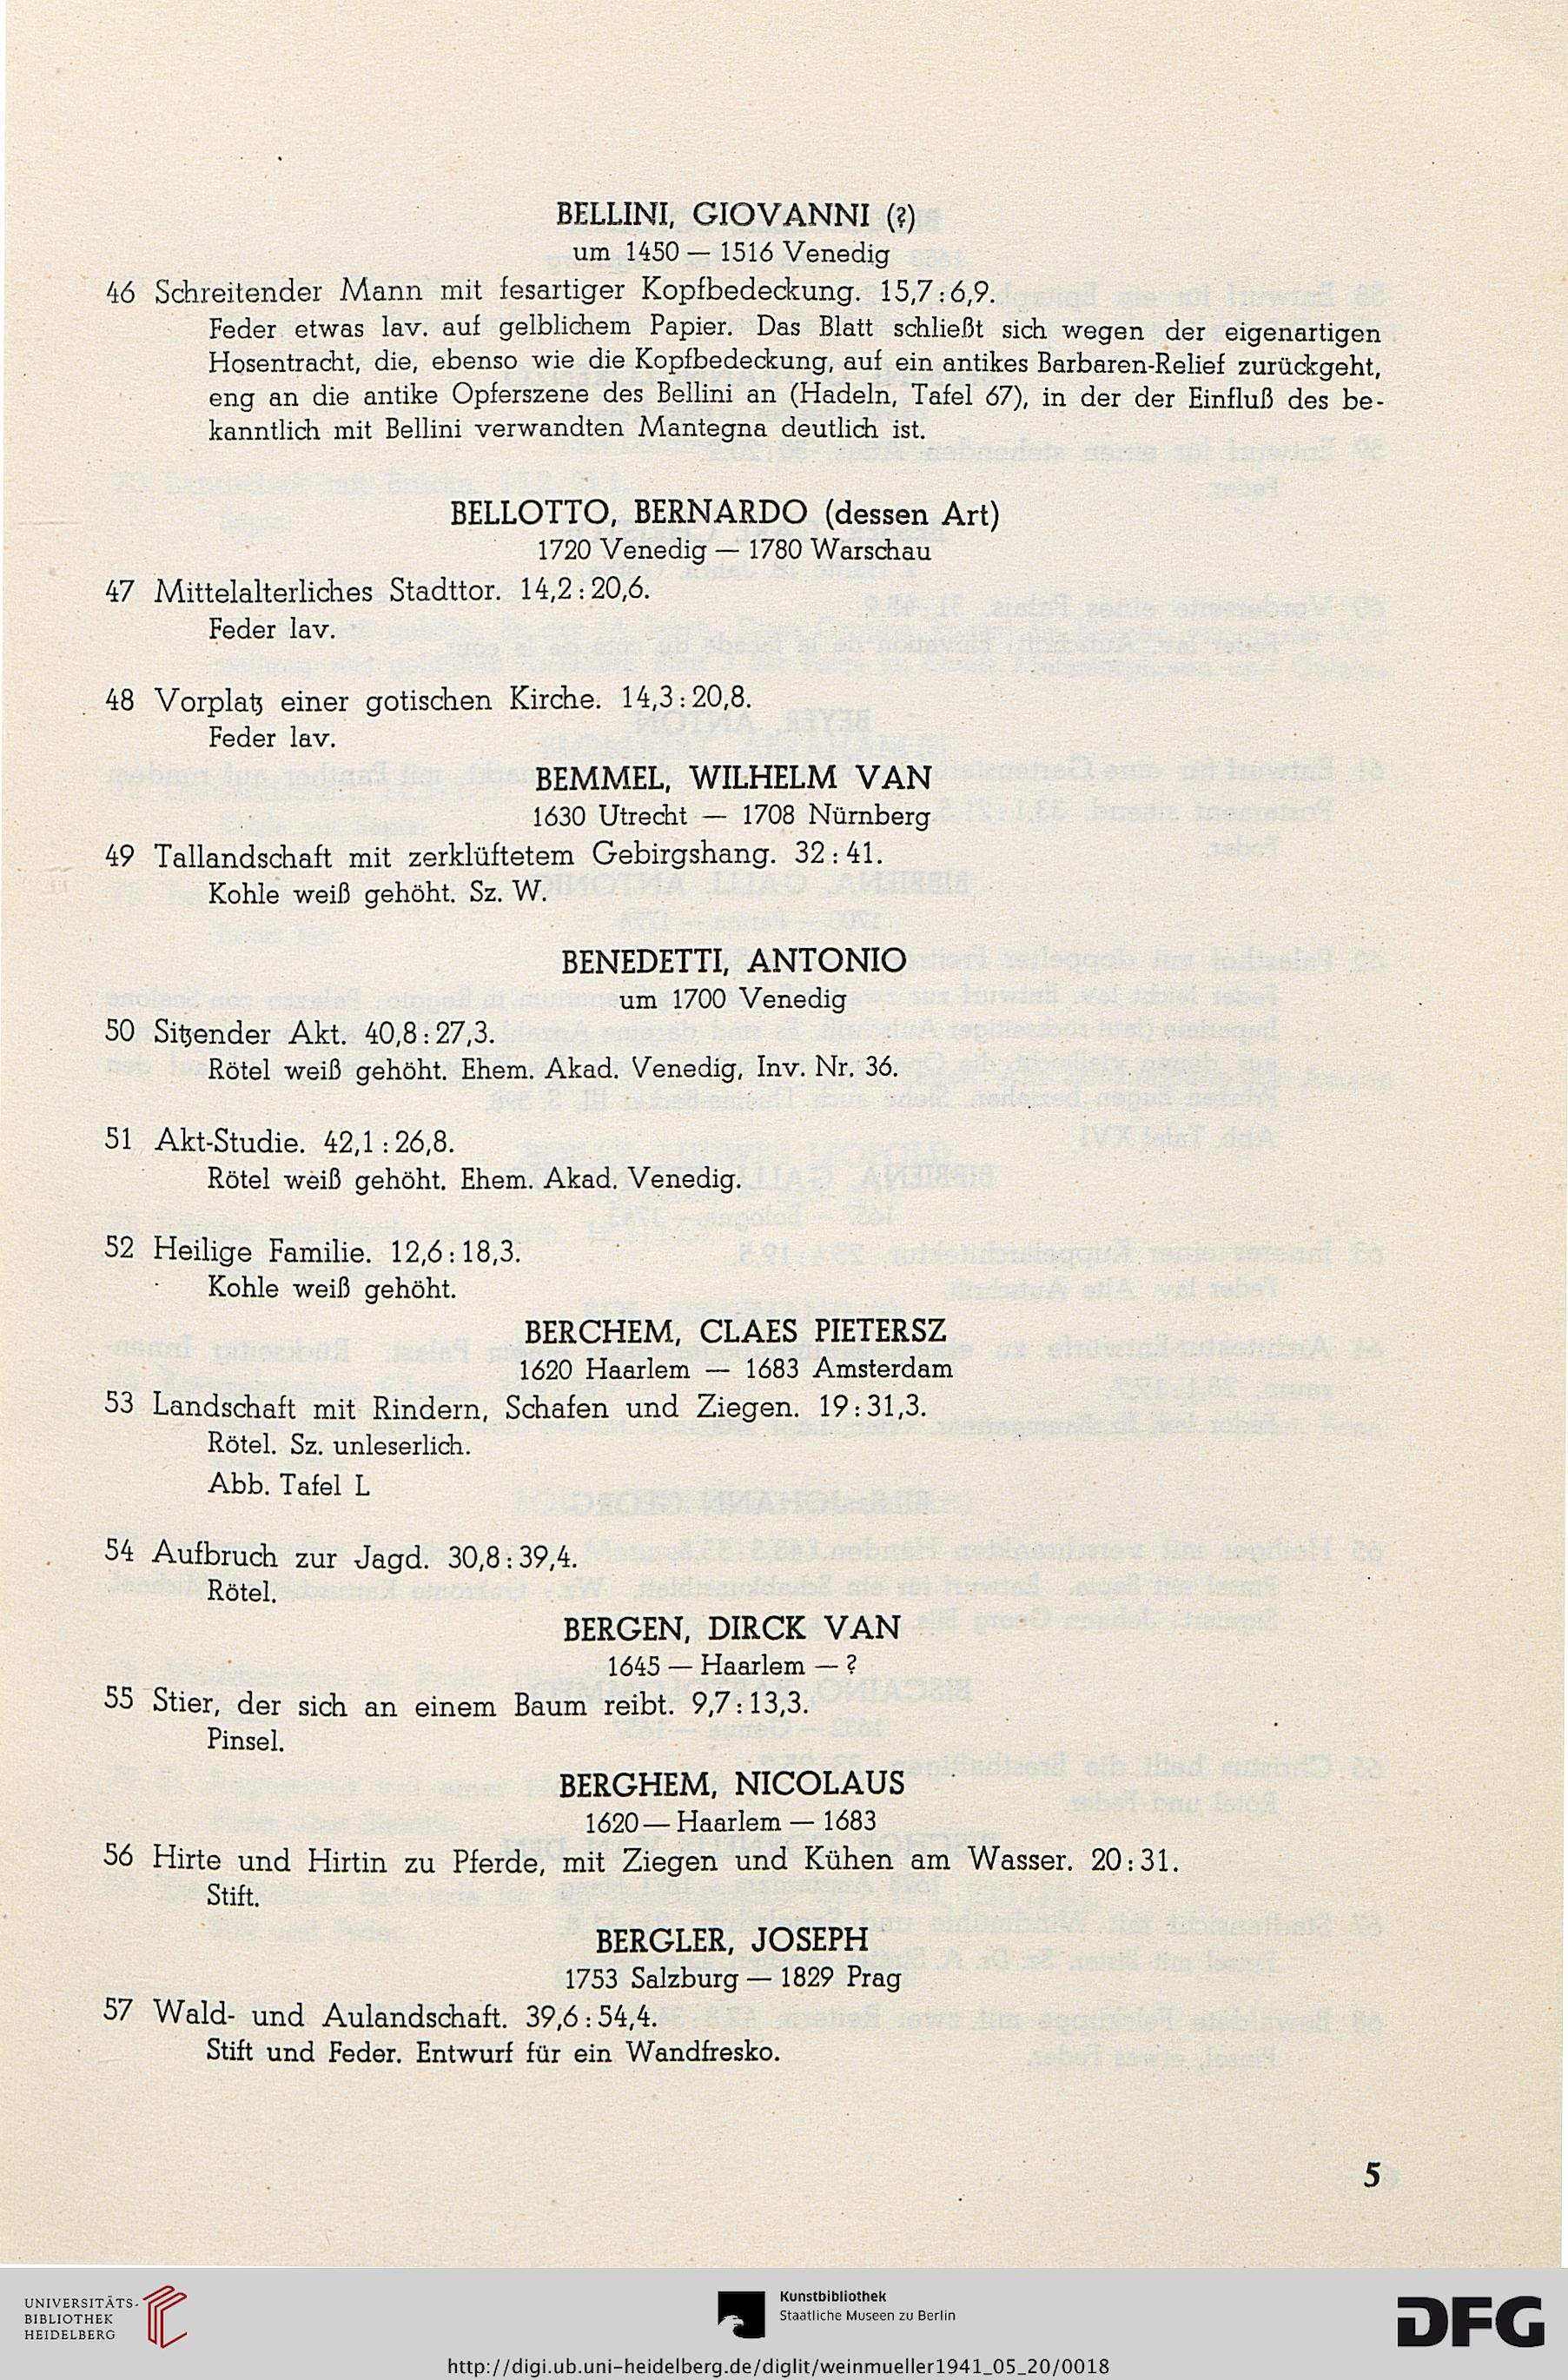 BELLINI, GIOVANNI (?)
um 1450 — 1516 Venedig
46 Schreitender Mann mit fesartiger Kopfbedeckung. 15,7 : 6,9.
Feder etwas lav. auf gelblichem Papier. Das Blatt schließt sich wegen der eigenartigen
Hosentracht, die, ebenso wie die Kopfbedeckung, auf ein antikes Barbaren-Relief zurückgeht,
eng an die antike Opferszene des Bellini an (Hadeln, Tafel 67), in der der Einfluß des be-
kanntlich mit Bellini verwandten Mantegna deutlich ist.
BELLOTTO, BERNARDO (dessen Art)
1720 Venedig — 1780 Warschau
47 Mittelalterliches Stadttor. 14,2 : 20,6.
Feder lav.
48 Vorplatz einer gotischen Kirche. 14,3 : 20,8.
Feder lav.
BEMMEL, WILHELM VAN
1630 Utrecht — 1708 Nürnberg
49 Tallandschaft mit zerklüftetem Gebirgshang. 32 : 41.
Kohle weiß gehöht. Sz. W.
BENEDETTI, ANTONIO
um 1700 Venedig
50 Sitzender Akt. 40,8 : 27,3.
Rötel weiß gehöht. Ehem. Akad. Venedig, Inv. Nr. 36.
51 Akt-Studie. 42,1 : 26,8.
Rötel weiß gehöht. Ehem. Akad. Venedig.
52 Heilige Familie. 12,6 : 18,3.
Kohle weiß gehöht.
BERCHEM, CLAES PIETERSZ
1620 Haarlem — 1683 Amsterdam
53 Landschaft mit Rindern, Schafen und Ziegen. 19 : 31,3.
Rötel. Sz. unleserlich.
Abb. Tafel L
54 Aufbruch zur Jagd. 30,8 : 39,4.
Rötel.
BERGEN, DIRCK VAN
1645 — Haarlem — ?
55 Stier, der sich an einem Baum reibt. 9,7 : 13,3.
Pinsel.
BERGHEM, NICOLAUS
1620 — Haarlem — 1683
56 Hirte und Hirtin zu Pferde, mit Ziegen und Kühen am Wasser. 20 : 31.
Stift.
BERGLER, JOSEPH
1753 Salzburg — 1829 Prag
57 Wald- und Aulandschaft. 39,6 : 54,4.
Stift und Feder. Entwurf für ein Wandfresko.
5
UNIVERSITÄTS-
BIBLIOTHEK
HEIDELBERG
Kunstbibliothek
Staatliche Museen zu Berlin
DFG
http://digi.ub.uni-heidelberg.de/diglit/weinmueller1941_05_20/0018